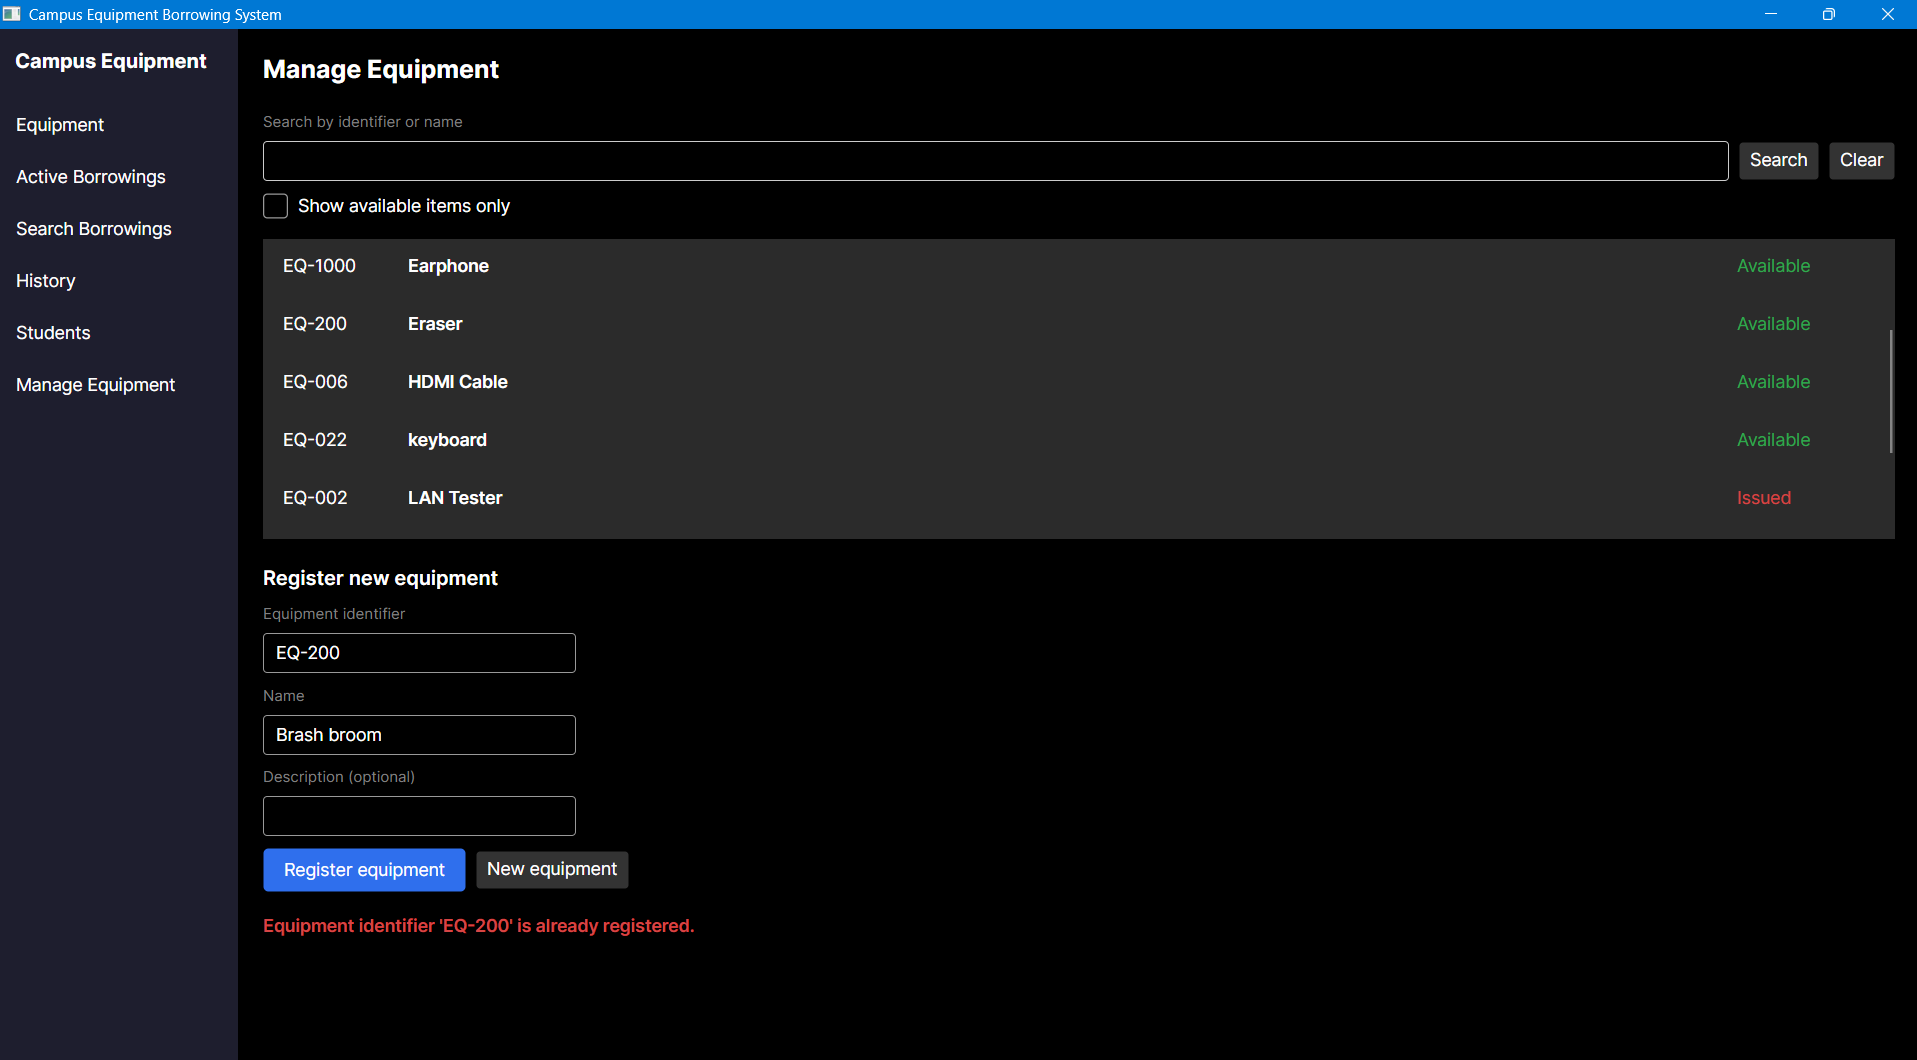 Campus Equipment Borrowing System
Campus Equipment
Equipment
Active Borrowings
Search Borrowings
History
Students
Manage Equipment
Manage Equipment
Search by identifier or name
Search Clear
Show available items only
EQ-1000 Earphone Available
EQ-200 Eraser Available
EQ-006 HDMI Cable Available
EQ-022 keyboard Available
EQ-002 LAN Tester Issued
Register new equipment
Equipment identifier
EQ-200
Name
Brash broom
Description (optional)
Register equipment New equipment
Equipment identifier 'EQ-200' is already registered.